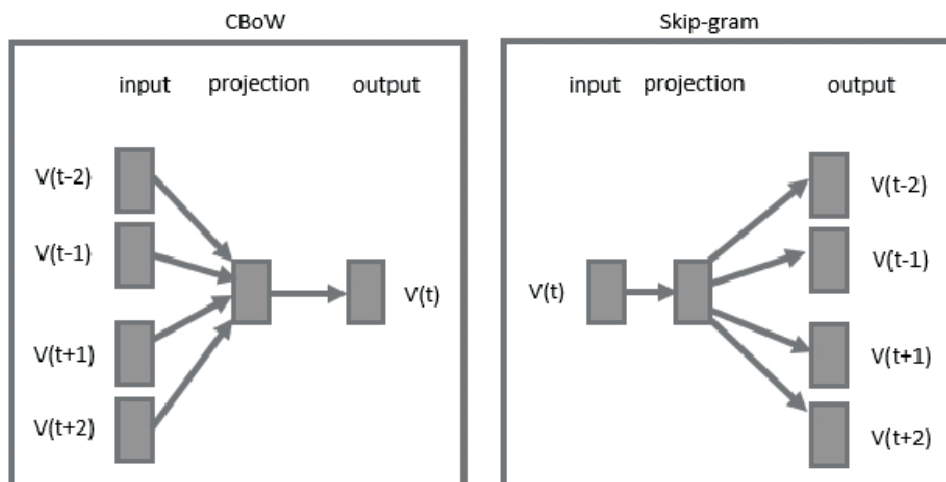 CBoW
input projection output
V(t-2)
V(t-1)
V(t)
V(t+1)
V(t+2)
Skip-gram
input projection output
V(t-2)
V(t-1)
V(t)
V(t+1)
V(t+2)